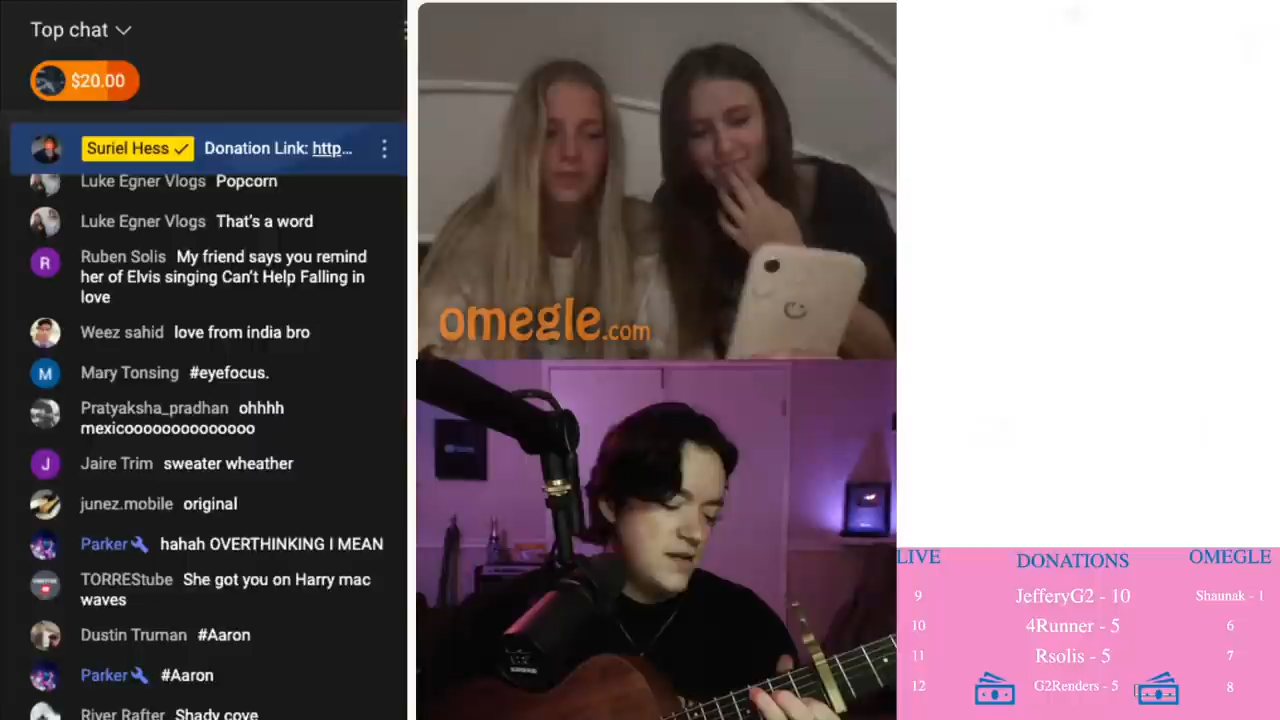 Top chat
$20.00
Suriel Hess Donation Link: http...
Luke Egner Vlogs Popcorn
Luke Egner Vlogs That's a word
R
Ruben Solis My friend says you remind
her of Elvis singing Can't Help Falling in
love
Weez sahid love from india bro
M
Mary Tonsing #eyefocus.
Pratyaksha_pradhan ohhhh
mexicoooooooooooooo
J
Jaire Trim sweater wheather
junez.mobile original
Parker hahah OVERTHINKING I MEAN
TORREStube She got you on Harry mac
waves
Dustin Truman #Aaron
Parker #Aaron
River Rafter Shady cove
omegle.com
LIVE DONATIONS OMEGLE
9 JefferyG2 - 10 Shaunak - 1
10 4Runner - 5 6
11 Rsolis - 5 7
12 G2Renders - 5 8